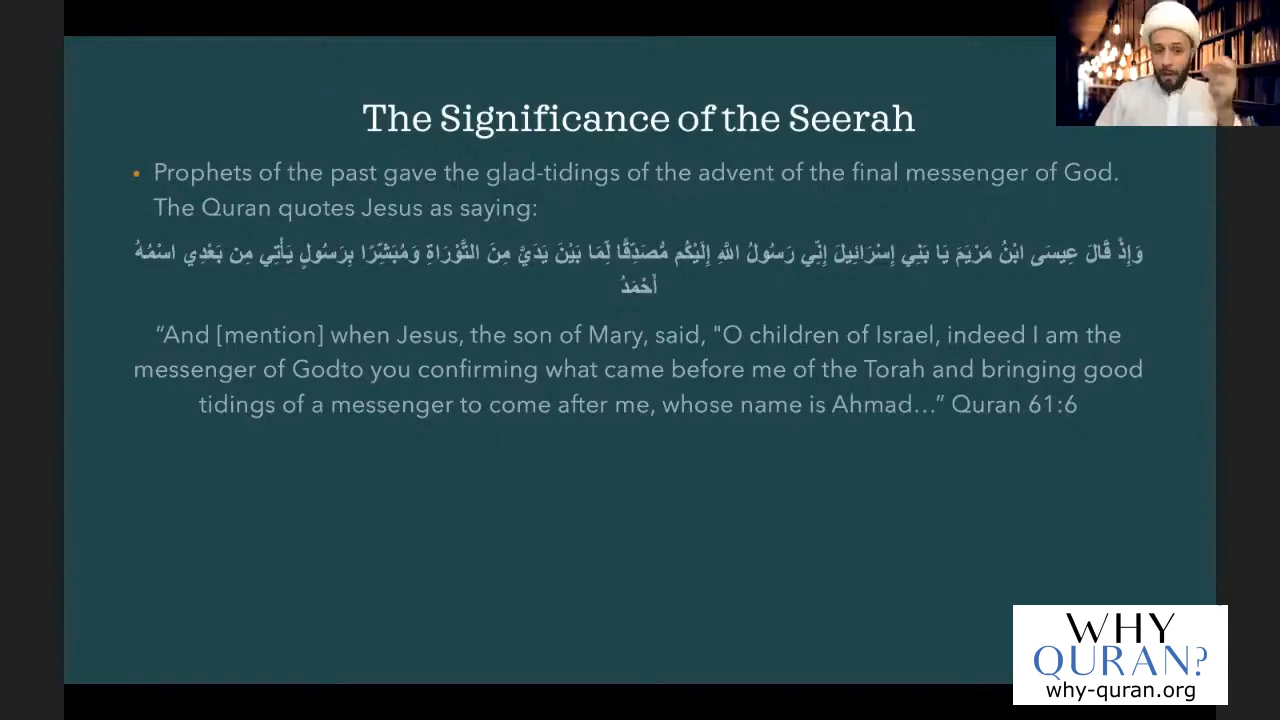 The Significance of the Seerah
• Prophets of the past gave the glad-tidings of the advent of the final messenger of God.
The Quran quotes Jesus as saying:
وَإِذْ قَالَ عِيسَى ابْنُ مَرْيَمَ يَا بَنِي إِسْرَائِيلَ إِنِّي رَسُولُ اللَّهِ إِلَيْكُم مُّصَدِّقًا لِّمَا بَيْنَ يَدَيَّ مِنَ التَّوْرَاةِ وَمُبَشِّرًا بِرَسُولٍ يَأْتِي مِن بَعْدِي اسْمُهُ
أَحْمَدُ
“And [mention] when Jesus, the son of Mary, said, "O children of Israel, indeed I am the
messenger of Godto you confirming what came before me of the Torah and bringing good
tidings of a messenger to come after me, whose name is Ahmad…” Quran 61:6
WHY
QURAN?
why-quran.org